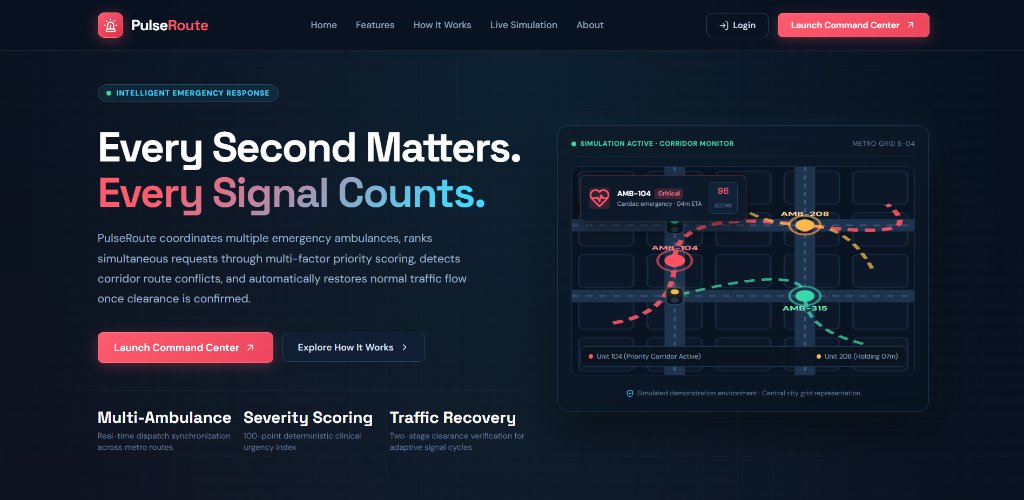 PulseRoute
Home
Features
How It Works
Live Simulation
About
Login
Launch Command Center
INTELLIGENT EMERGENCY RESPONSE
Every Second Matters.
Every Signal Counts.
PulseRoute coordinates multiple emergency ambulances, ranks
simultaneous requests through multi-factor priority scoring, detects
corridor route conflicts, and automatically restores normal traffic flow
once clearance is confirmed.
Launch Command Center
Explore How It Works
Multi-Ambulance
Real-time dispatch synchronization
across metro routes
Severity Scoring
100-point deterministic clinical
urgency index
Traffic Recovery
Two-stage clearance verification for
adaptive signal cycles
SIMULATION ACTIVE · CORRIDOR MONITOR
METRO GRID S-04
AMB-104
Critical
Cardiac emergency · 04m ETA
96
SCORE
AMB-208
AMB-104
AMB-315
Unit 104 (Priority Corridor Active)
Unit 208 (Holding 07m)
Simulated demonstration environment · Central city grid representation